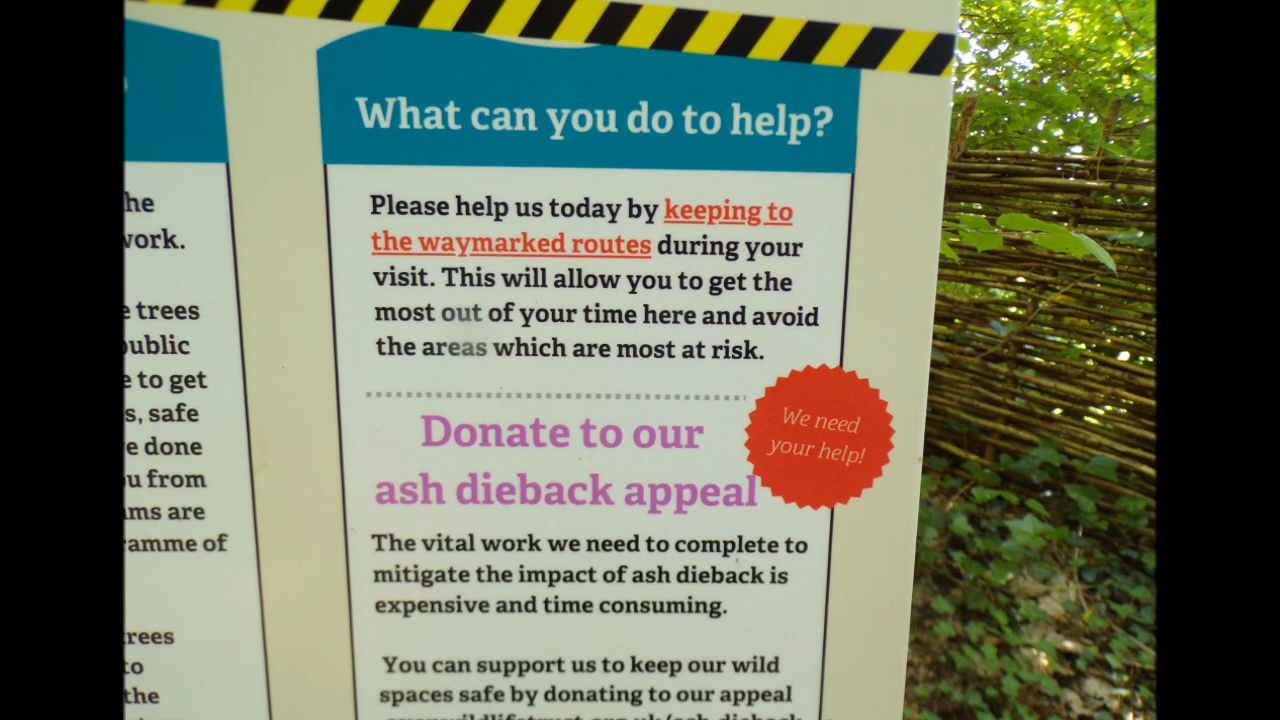 What can you do to help?
Please help us today by keeping to
the waymarked routes during your
visit. This will allow you to get the
most out of your time here and avoid
the areas which are most at risk.
We need
your help!
Donate to our
ash dieback appeal
The vital work we need to complete to
mitigate the impact of ash dieback is
expensive and time consuming.
You can support us to keep our wild
spaces safe by donating to our appeal
work.
trees
public
to get
safe
done
from
are
of
trees
to
the